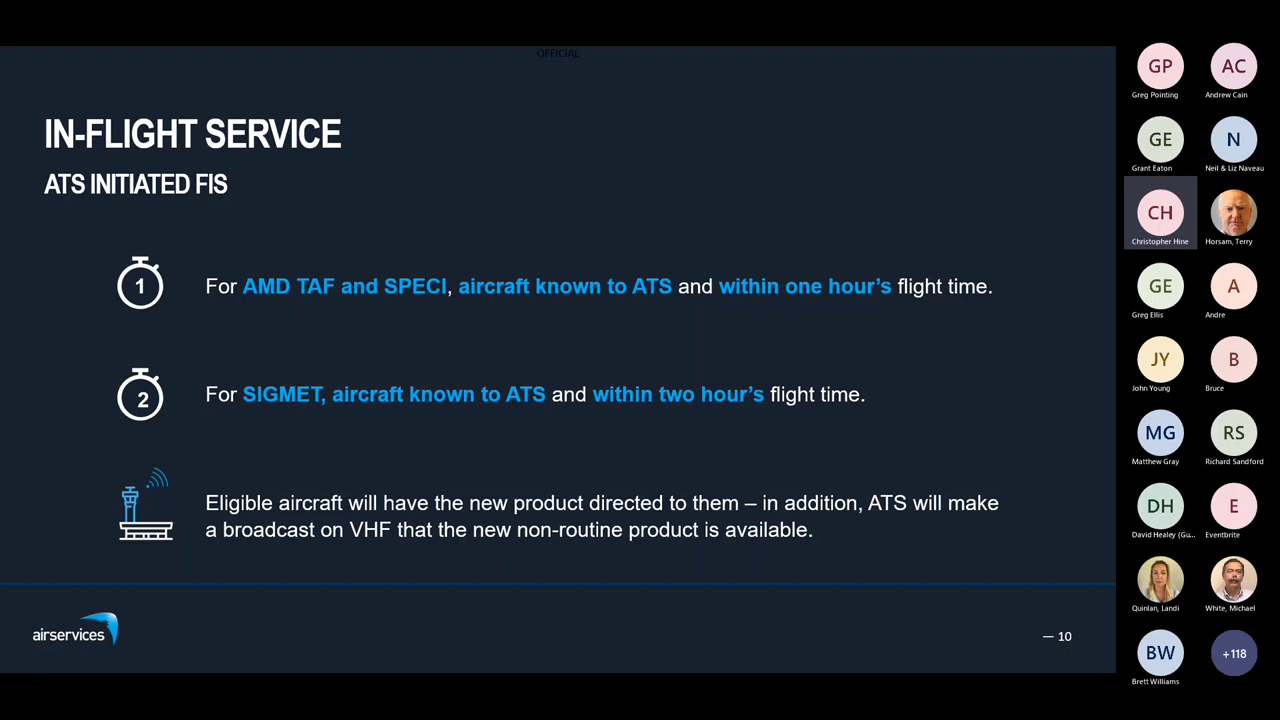 OFFICIAL
IN-FLIGHT SERVICE
ATS INITIATED FIS
1
For AMD TAF and SPECI, aircraft known to ATS and within one hour's flight time.
2
For SIGMET, aircraft known to ATS and within two hour's flight time.
Eligible aircraft will have the new product directed to them – in addition, ATS will make
a broadcast on VHF that the new non-routine product is available.
airservices
— 10
GP
Greg Pointing
AC
Andrew Cain
GE
Grant Eaton
N
Neil & Liz Naveau
CH
Christopher Hine
Horsam, Terry
GE
Greg Ellis
A
Andre
JY
John Young
B
Bruce
MG
Matthew Gray
RS
Richard Sandford
DH
David Healey (Gu...
E
Eventbrite
Quinlan, Landi
White, Michael
BW
Brett Williams
+118